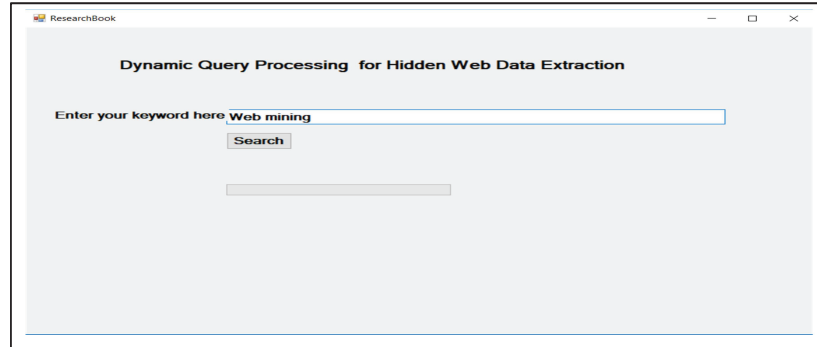 ResearchBook
Dynamic Query Processing for Hidden Web Data Extraction
Enter your keyword here Web mining
Search